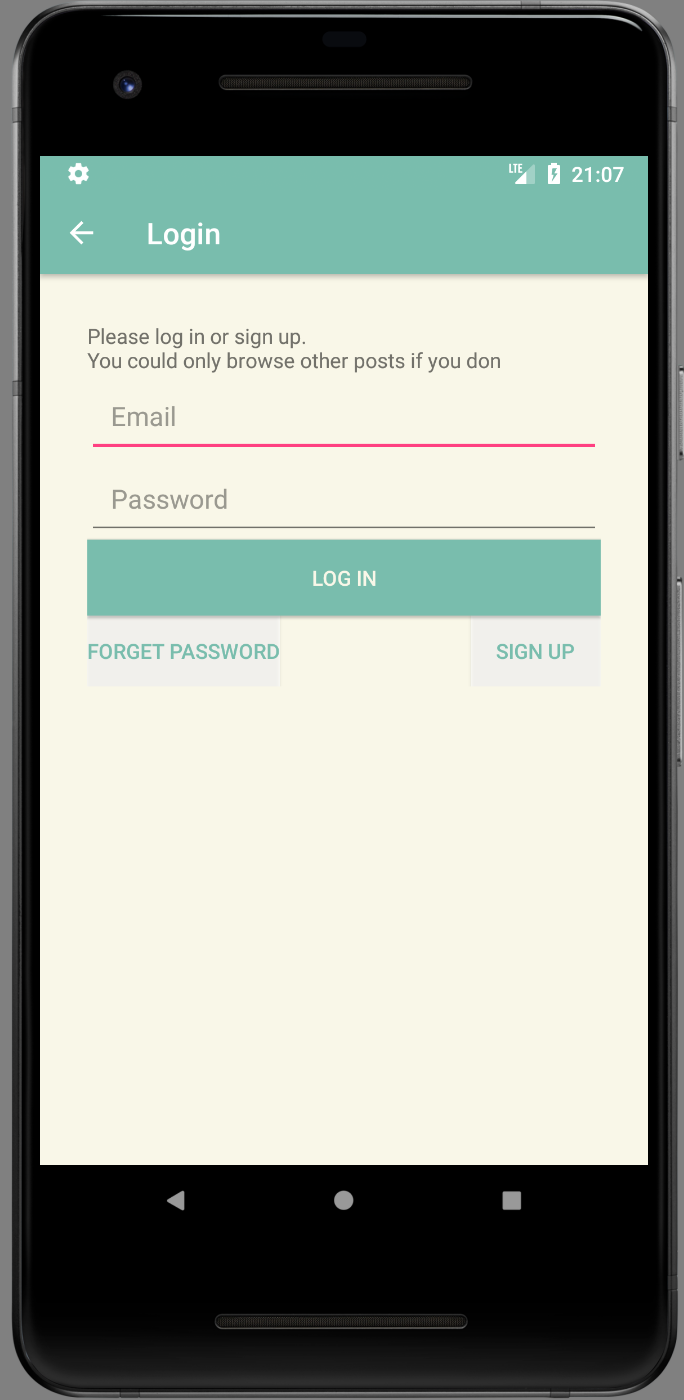 LTE 21:07
Login
Please log in or sign up.
You could only browse other posts if you don
Email
Password
LOG IN
FORGET PASSWORD SIGN UP